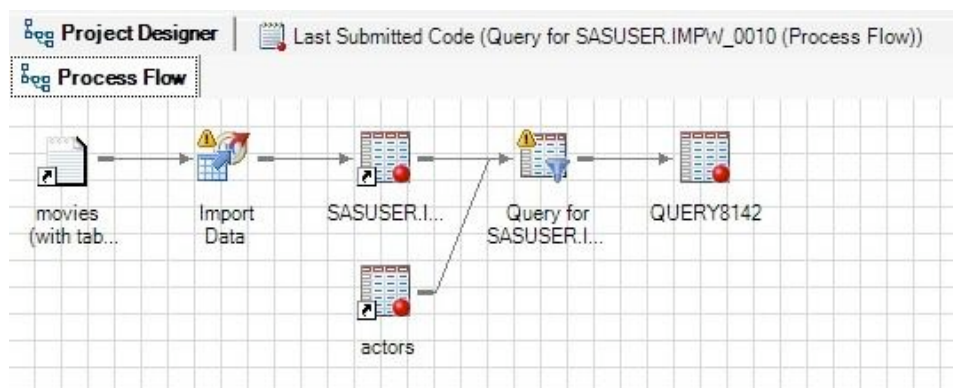 Project Designer
Last Submitted Code (Query for SASUSER.IMPW_0010 (Process Flow))
Process Flow
movies
(with tab...
Import
Data
SASUSER.I...
Query for
SASUSER.I...
QUERY8142
actors